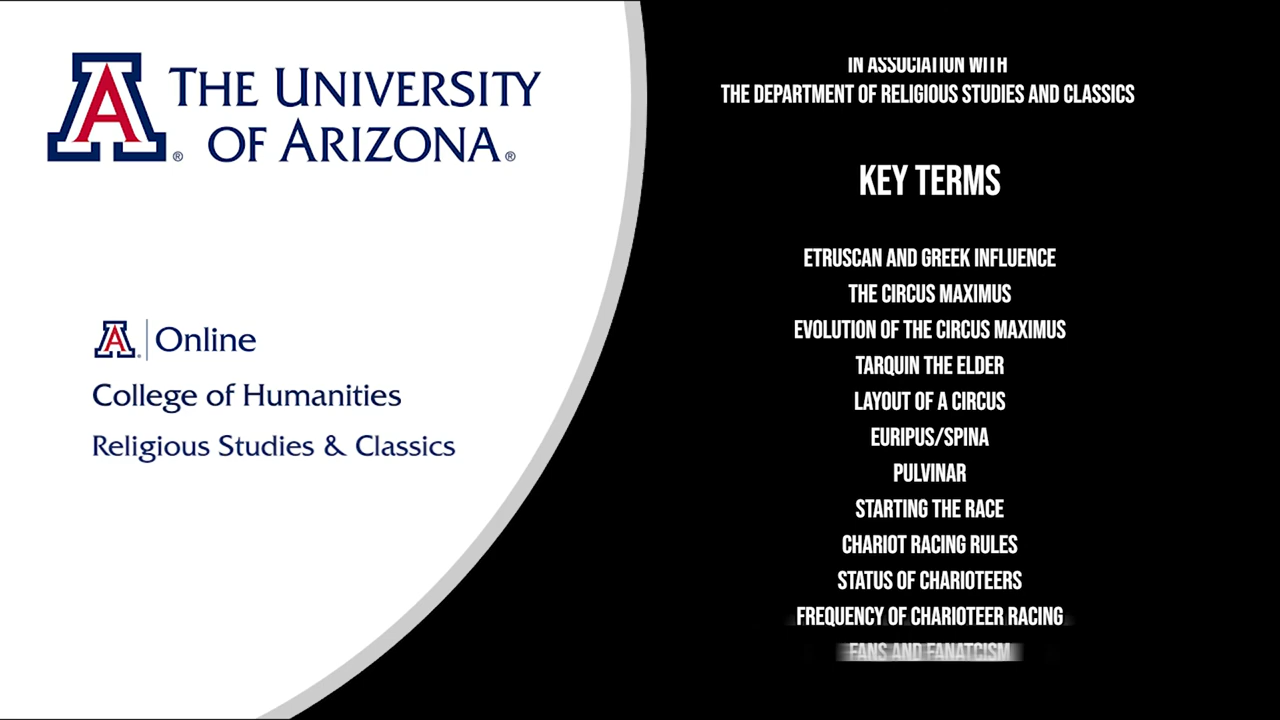 THE UNIVERSITY
OF ARIZONA
Online
College of Humanities
Religious Studies & Classics
IN ASSOCIATION WITH
THE DEPARTMENT OF RELIGIOUS STUDIES AND CLASSICS
KEY TERMS
ETRUSCAN AND GREEK INFLUENCE
THE CIRCUS MAXIMUS
EVOLUTION OF THE CIRCUS MAXIMUS
TARQUIN THE ELDER
LAYOUT OF A CIRCUS
EURIPUS/SPINA
PULVINAR
STARTING THE RACE
CHARIOT RACING RULES
STATUS OF CHARIOTEERS
FREQUENCY OF CHARIOTEER RACING
FANS AND FANATCISM